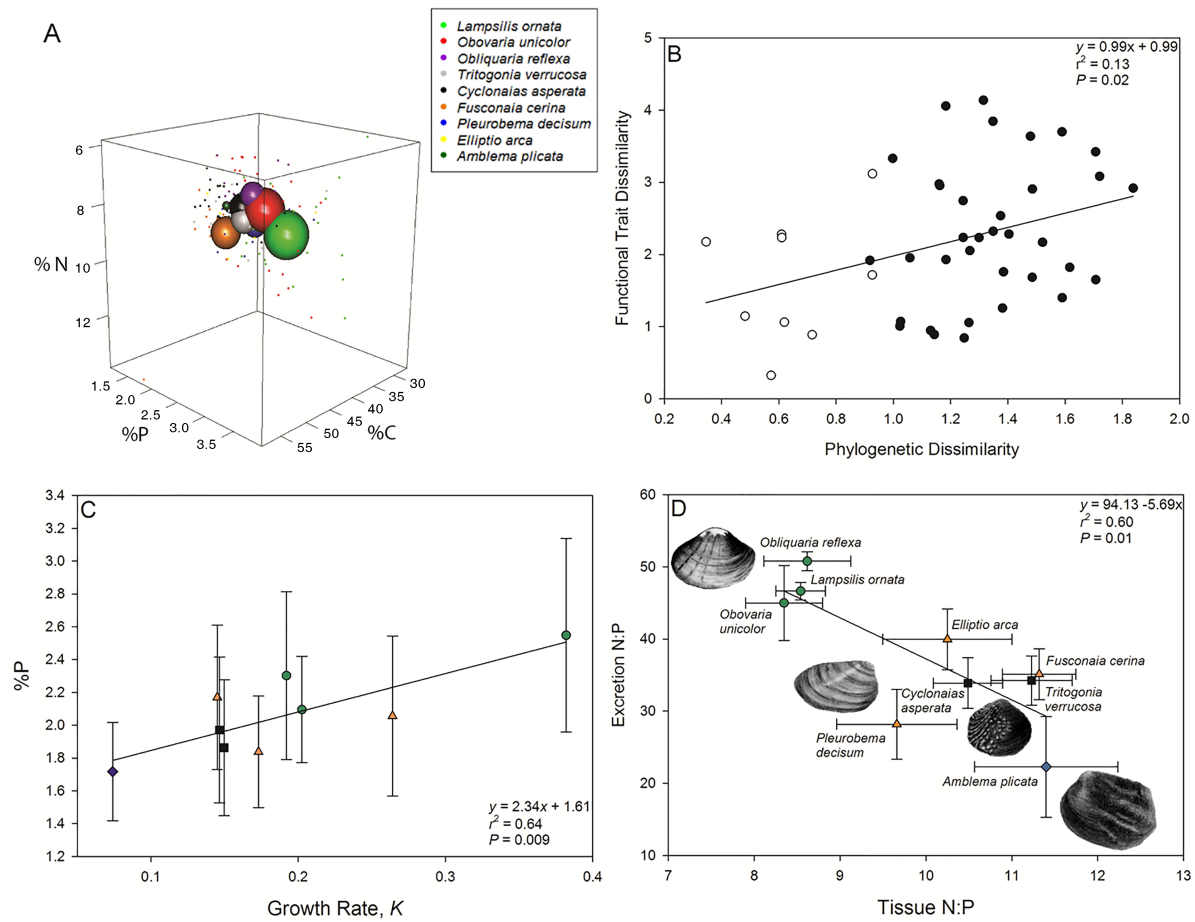 A
Lampsilis ornata
Obovaria unicolor
Obliquaria reflexa
Tritogonia verrucosa
Cyclonaias asperata
Fusconaia cerina
Pleurobema decisum
Elliptio arca
Amblema plicata
6
8
10
12
% N
1.5
2.0
2.5
3.0
3.5
%P
55
50
45
40
35
30
%C
B
y = 0.99x + 0.99
r2 = 0.13
P = 0.02
5
4
3
2
1
0
Functional Trait Dissimilarity
0.2 0.4 0.6 0.8 1.0 1.2 1.4 1.6 1.8 2.0
Phylogenetic Dissimilarity
C
3.4
3.2
3.0
2.8
2.6
2.4
2.2
2.0
1.8
1.6
1.4
1.2
%P
y = 2.34x + 1.61
r2 = 0.64
P = 0.009
0.1 0.2 0.3 0.4
Growth Rate, K
D
y = 94.13 -5.69x
r2 = 0.60
P = 0.01
60
50
40
30
20
10
Excretion N:P
Obliquaria reflexa
Lampsilis ornata
Obovaria
unicolor
Elliptio arca
Fusconaia cerina
Cyclonaias
asperata
Tritogonia
verrucosa
Pleurobema
decisum
Amblema plicata
7 8 9 10 11 12 13
Tissue N:P